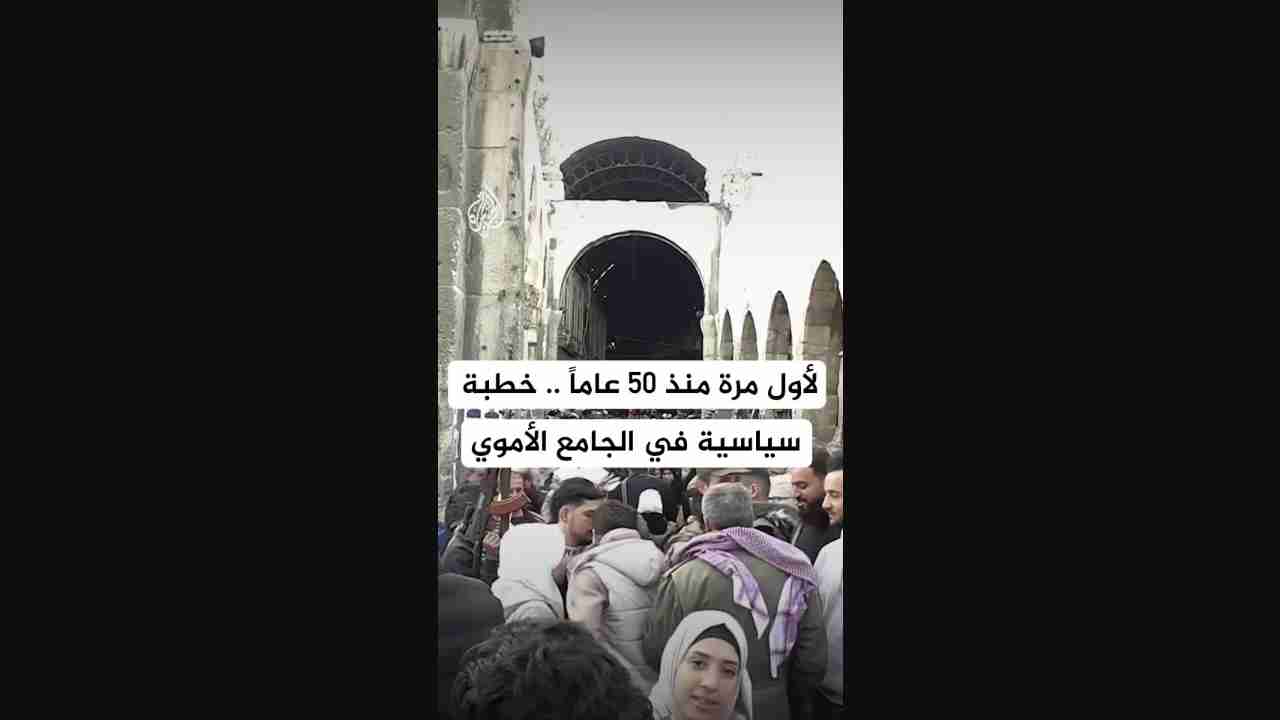 لأول مرة منذ 50 عاماً .. خطبة
سياسية في الجامع الأموي